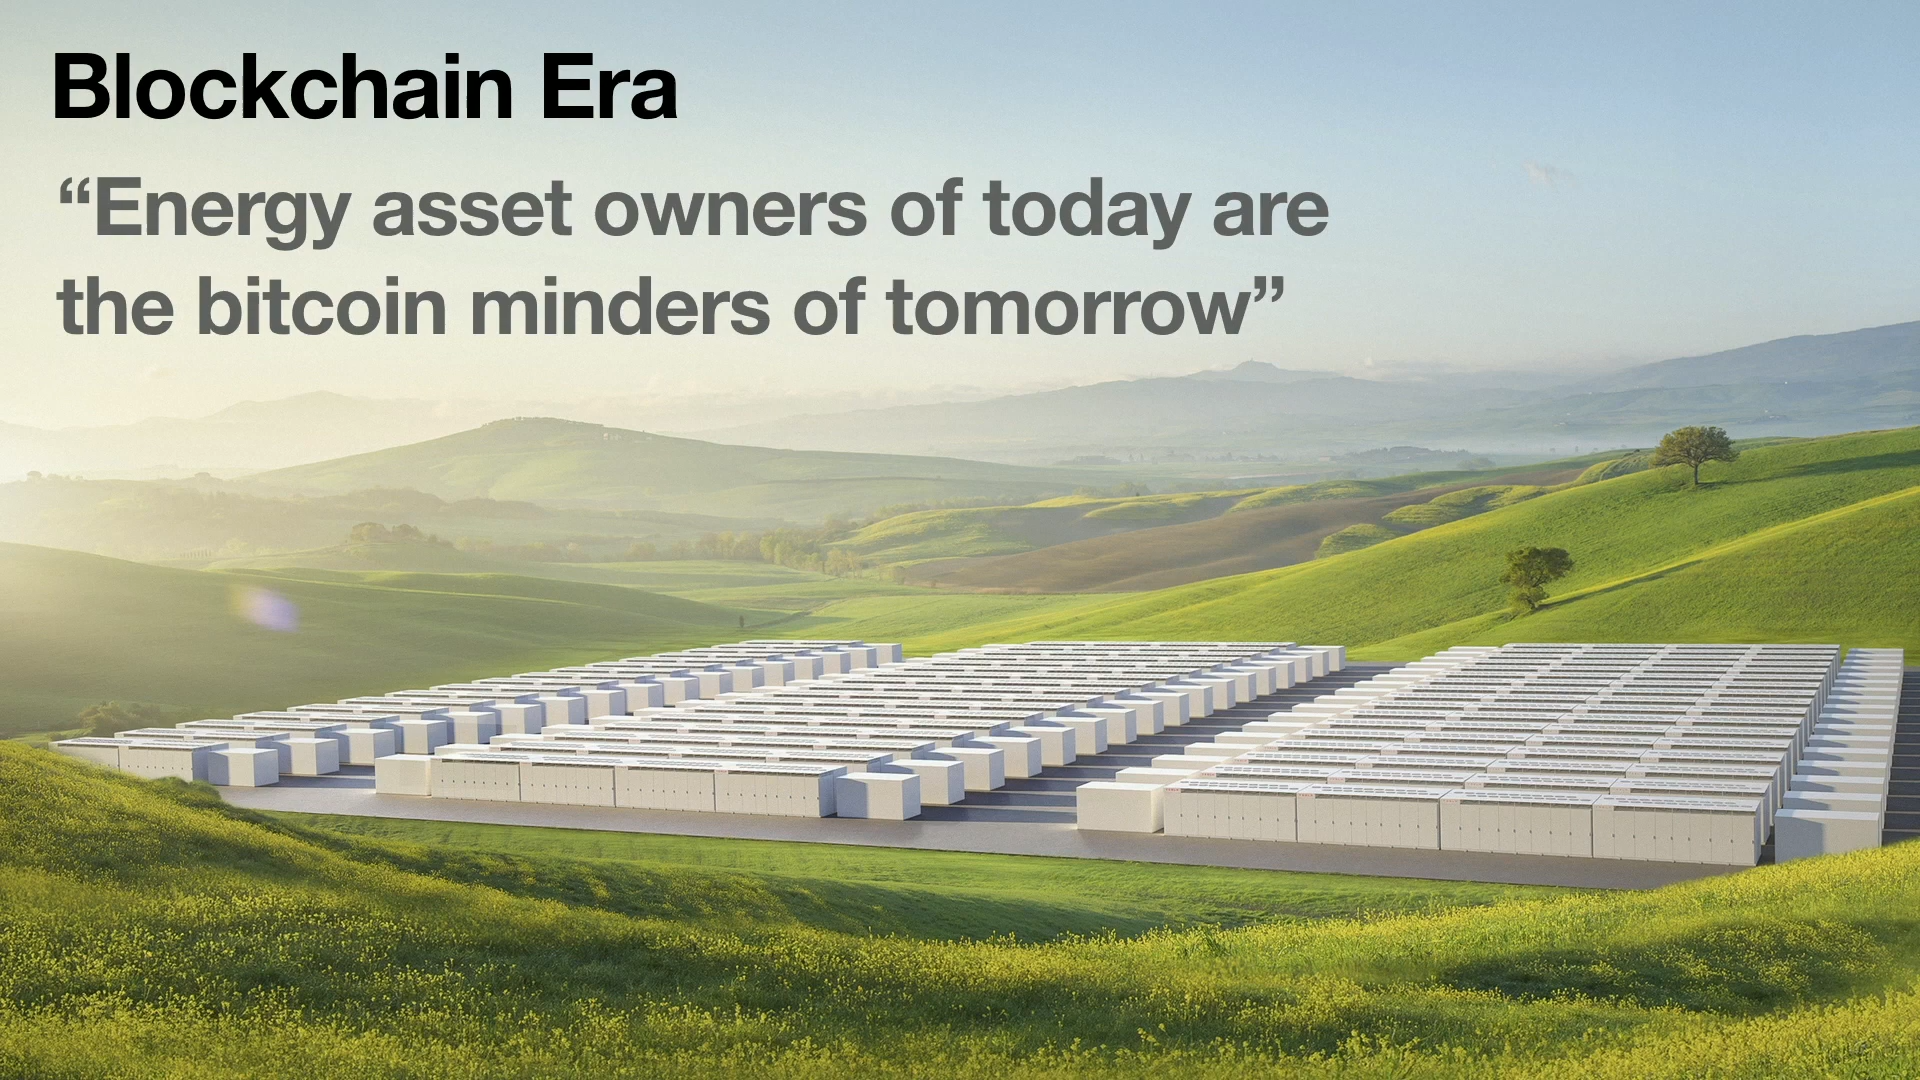 Blockchain Era
“Energy asset owners of today are
the bitcoin minders of tomorrow”